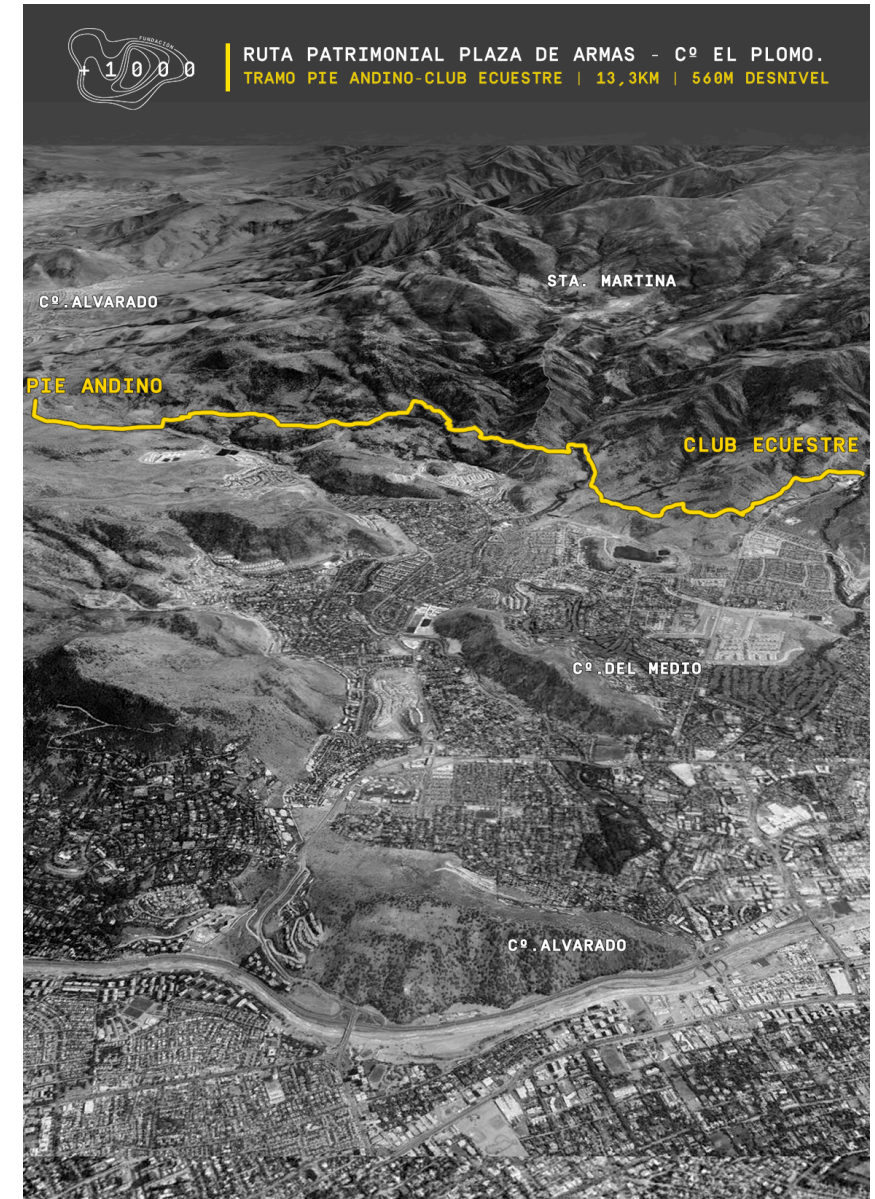 FUNDACIÓN
+1000
RUTA PATRIMONIAL PLAZA DE ARMAS - Cº EL PLOMO.
TRAMO PIE ANDINO-CLUB ECUESTRE | 13,3KM | 560M DESNIVEL
STA. MARTINA
Cº.ALVARADO
PIE ANDINO
CLUB ECUESTRE
Cº.DEL MEDIO
Cº.ALVARADO